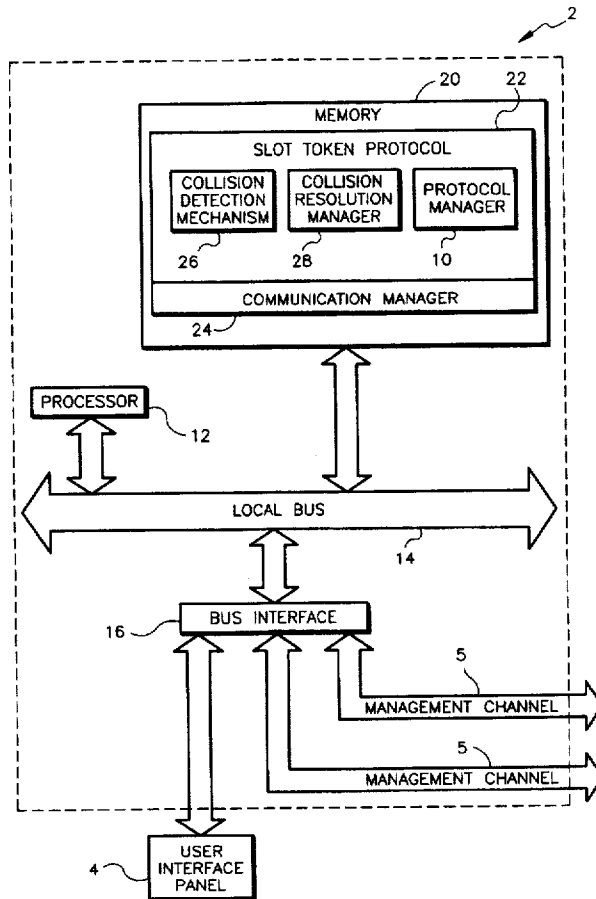 2
20
22
MEMORY
SLOT TOKEN PROTOCOL
COLLISION
DETECTION
MECHANISM
COLLISION
RESOLUTION
MANAGER
PROTOCOL
MANAGER
26
28
10
COMMUNICATION MANAGER
24
PROCESSOR
12
LOCAL BUS
14
16
BUS INTERFACE
5
MANAGEMENT CHANNEL
5
MANAGEMENT CHANNEL
4
USER
INTERFACE
PANEL